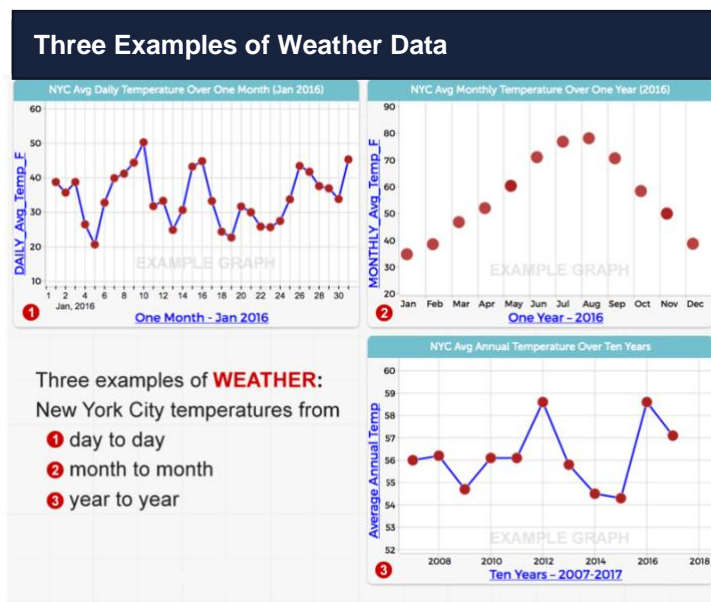 Three Examples of Weather Data
NYC Avg Daily Temperature Over One Month (Jan 2016)
60
50
40
30
20
10
DAILY_Avg_Temp_F
EXAMPLE GRAPH
1 2 4 6 8 10 12 14 16 18 20 22 24 26 28 30
Jan, 2016
1
One Month - Jan 2016
NYC Avg Monthly Temperature Over One Year (2016)
90
80
70
60
50
40
30
20
MONTHLY_Avg_Temp_F
EXAMPLE GRAPH
Jan Feb Mar Apr May Jun Jul Aug Sep Oct Nov Dec
2
One Year – 2016
Three examples of WEATHER:
New York City temperatures from
1 day to day
2 month to month
3 year to year
NYC Avg Annual Temperature Over Ten Years
60
59
58
57
56
55
54
53
52
Average Annual Temp
EXAMPLE GRAPH
2008 2010 2012 2014 2016 2018
3
Ten Years – 2007-2017